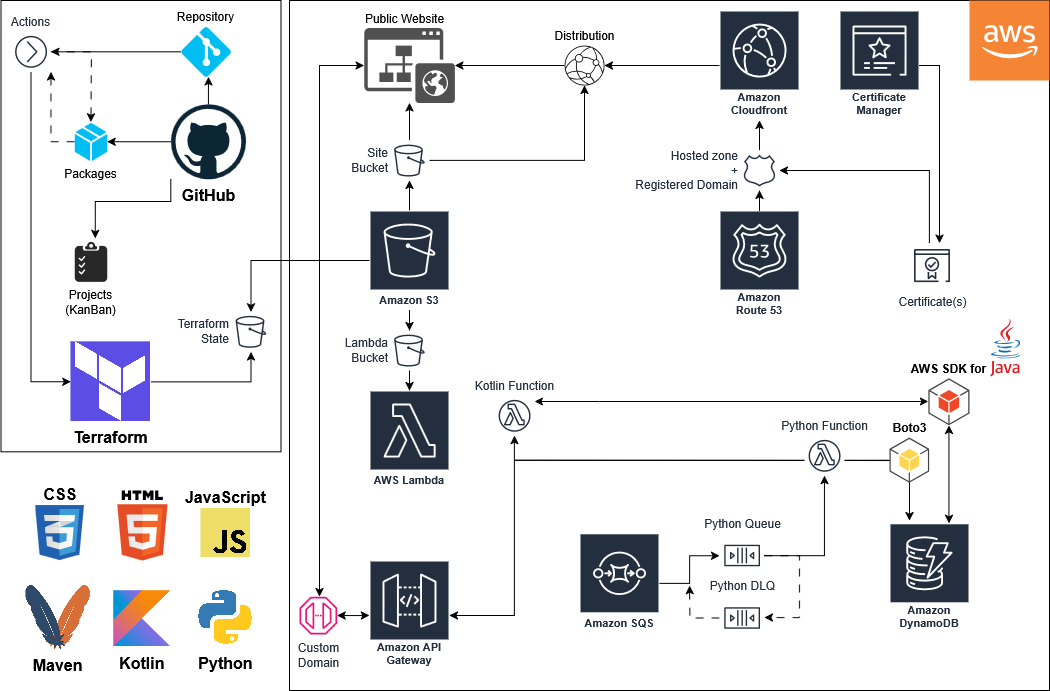 Actions
Repository
Packages
GitHub
Projects
(KanBan)
Terraform
State
Terraform
Public Website
Distribution
Amazon
Cloudfront
Certificate
Manager
aws
Site
Bucket
Hosted zone
+
Registered Domain
53
Amazon S3
Amazon
Route 53
Certificate(s)
Lambda
Bucket
AWS SDK for Java
Kotlin Function
Python Function
Boto3
AWS Lambda
Python Queue
Python DLQ
</>
Amazon SQS
Amazon
DynamoDB
Custom
Domain
Amazon API
Gateway
CSS
3
HTML
5
JavaScript
JS
Maven
Kotlin
Python